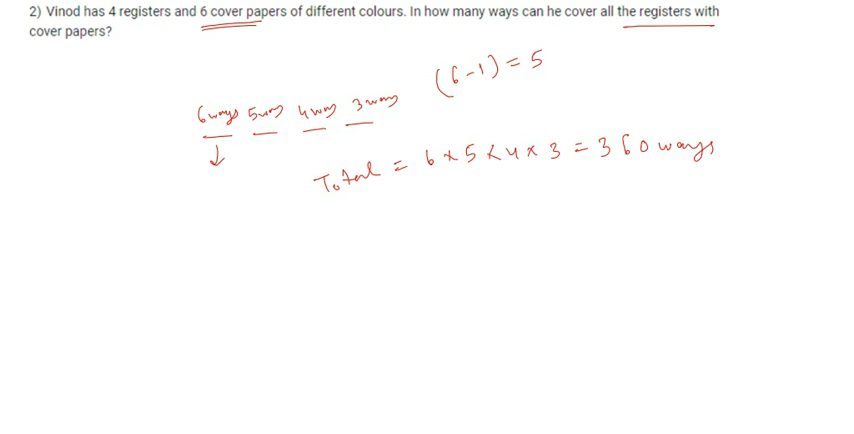 2) Vinod has 4 registers and 6 cover papers of different colours. In how many ways can he cover all the registers with
cover papers?
(6-1) = 5
6 ways 5 ways 4 ways 3 ways
Total = 6 x 5 x 4 x 3 = 360 ways